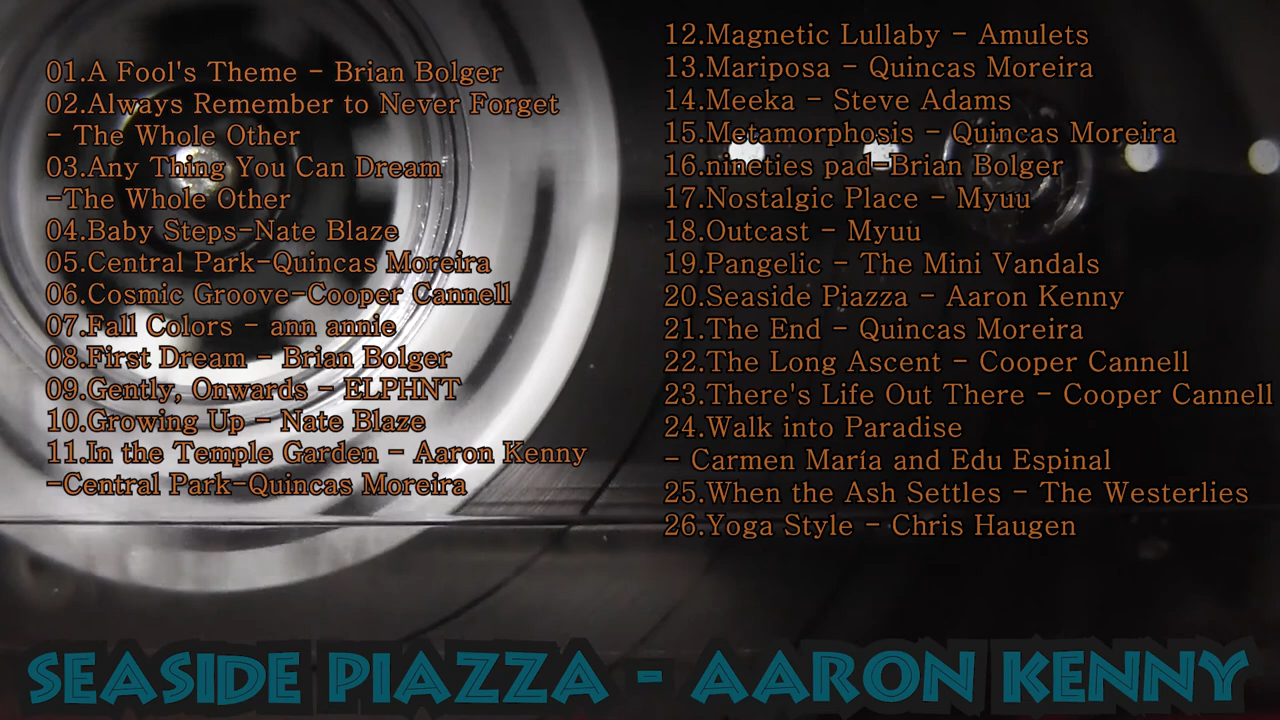 01.A Fool's Theme - Brian Bolger
02.Always Remember to Never Forget
- The Whole Other
03.Any Thing You Can Dream
-The Whole Other
04.Baby Steps-Nate Blaze
05.Central Park-Quincas Moreira
06.Cosmic Groove-Cooper Cannell
07.Fall Colors - ann annie
08.First Dream - Brian Bolger
09.Gently, Onwards - ELPHNT
10.Growing Up - Nate Blaze
11.In the Temple Garden - Aaron Kenny
-Central Park-Quincas Moreira
12.Magnetic Lullaby - Amulets
13.Mariposa - Quincas Moreira
14.Meeka - Steve Adams
15.Metamorphosis - Quincas Moreira
16.nineties pad-Brian Bolger
17.Nostalgic Place - Myuu
18.Outcast - Myuu
19.Pangelic - The Mini Vandals
20.Seaside Piazza - Aaron Kenny
21.The End - Quincas Moreira
22.The Long Ascent - Cooper Cannell
23.There's Life Out There - Cooper Cannell
24.Walk into Paradise
- Carmen María and Edu Espinal
25.When the Ash Settles - The Westerlies
26.Yoga Style - Chris Haugen
SEASIDE PIAZZA - AARON KENNY